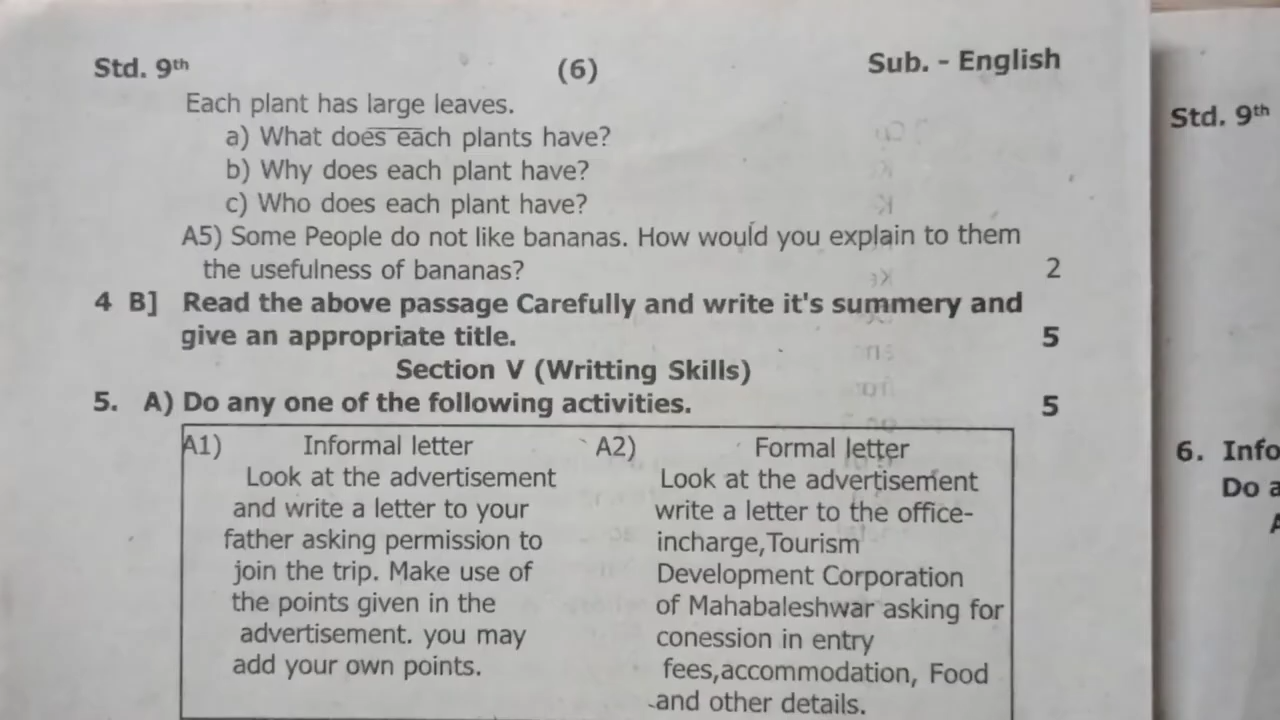 Std. 9th (6) Sub. - English
Each plant has large leaves.
a) What does each plants have?
b) Why does each plant have?
c) Who does each plant have?
A5) Some People do not like bananas. How would you explain to them
the usefulness of bananas? 2
4 B] Read the above passage Carefully and write it's summery and
give an appropriate title. 5
Section V (Writting Skills)
5. A) Do any one of the following activities. 5
A1) Informal letter
Look at the advertisement
and write a letter to your
father asking permission to
join the trip. Make use of
the points given in the
advertisement. you may
add your own points.
A2) Formal letter
Look at the advertisement
write a letter to the office-
incharge,Tourism
Development Corporation
of Mahabaleshwar asking for
conession in entry
fees,accommodation, Food
and other details.
Std. 9th
6. Info
Do a